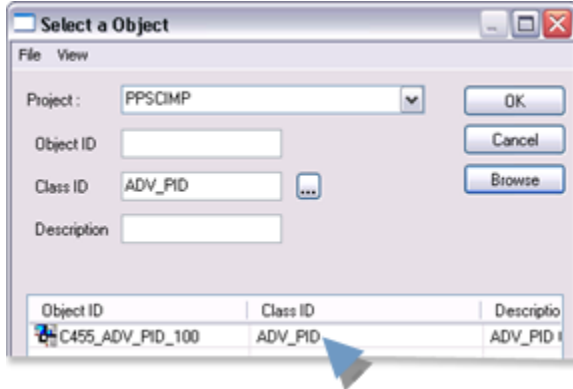 Select a Object
File View
Project : PPSCIMP
OK
Object ID
Cancel
Class ID ADV_PID ...
Browse
Description
Object ID Class ID Descriptio
C455_ADV_PID_100 ADV_PID ADV_PID